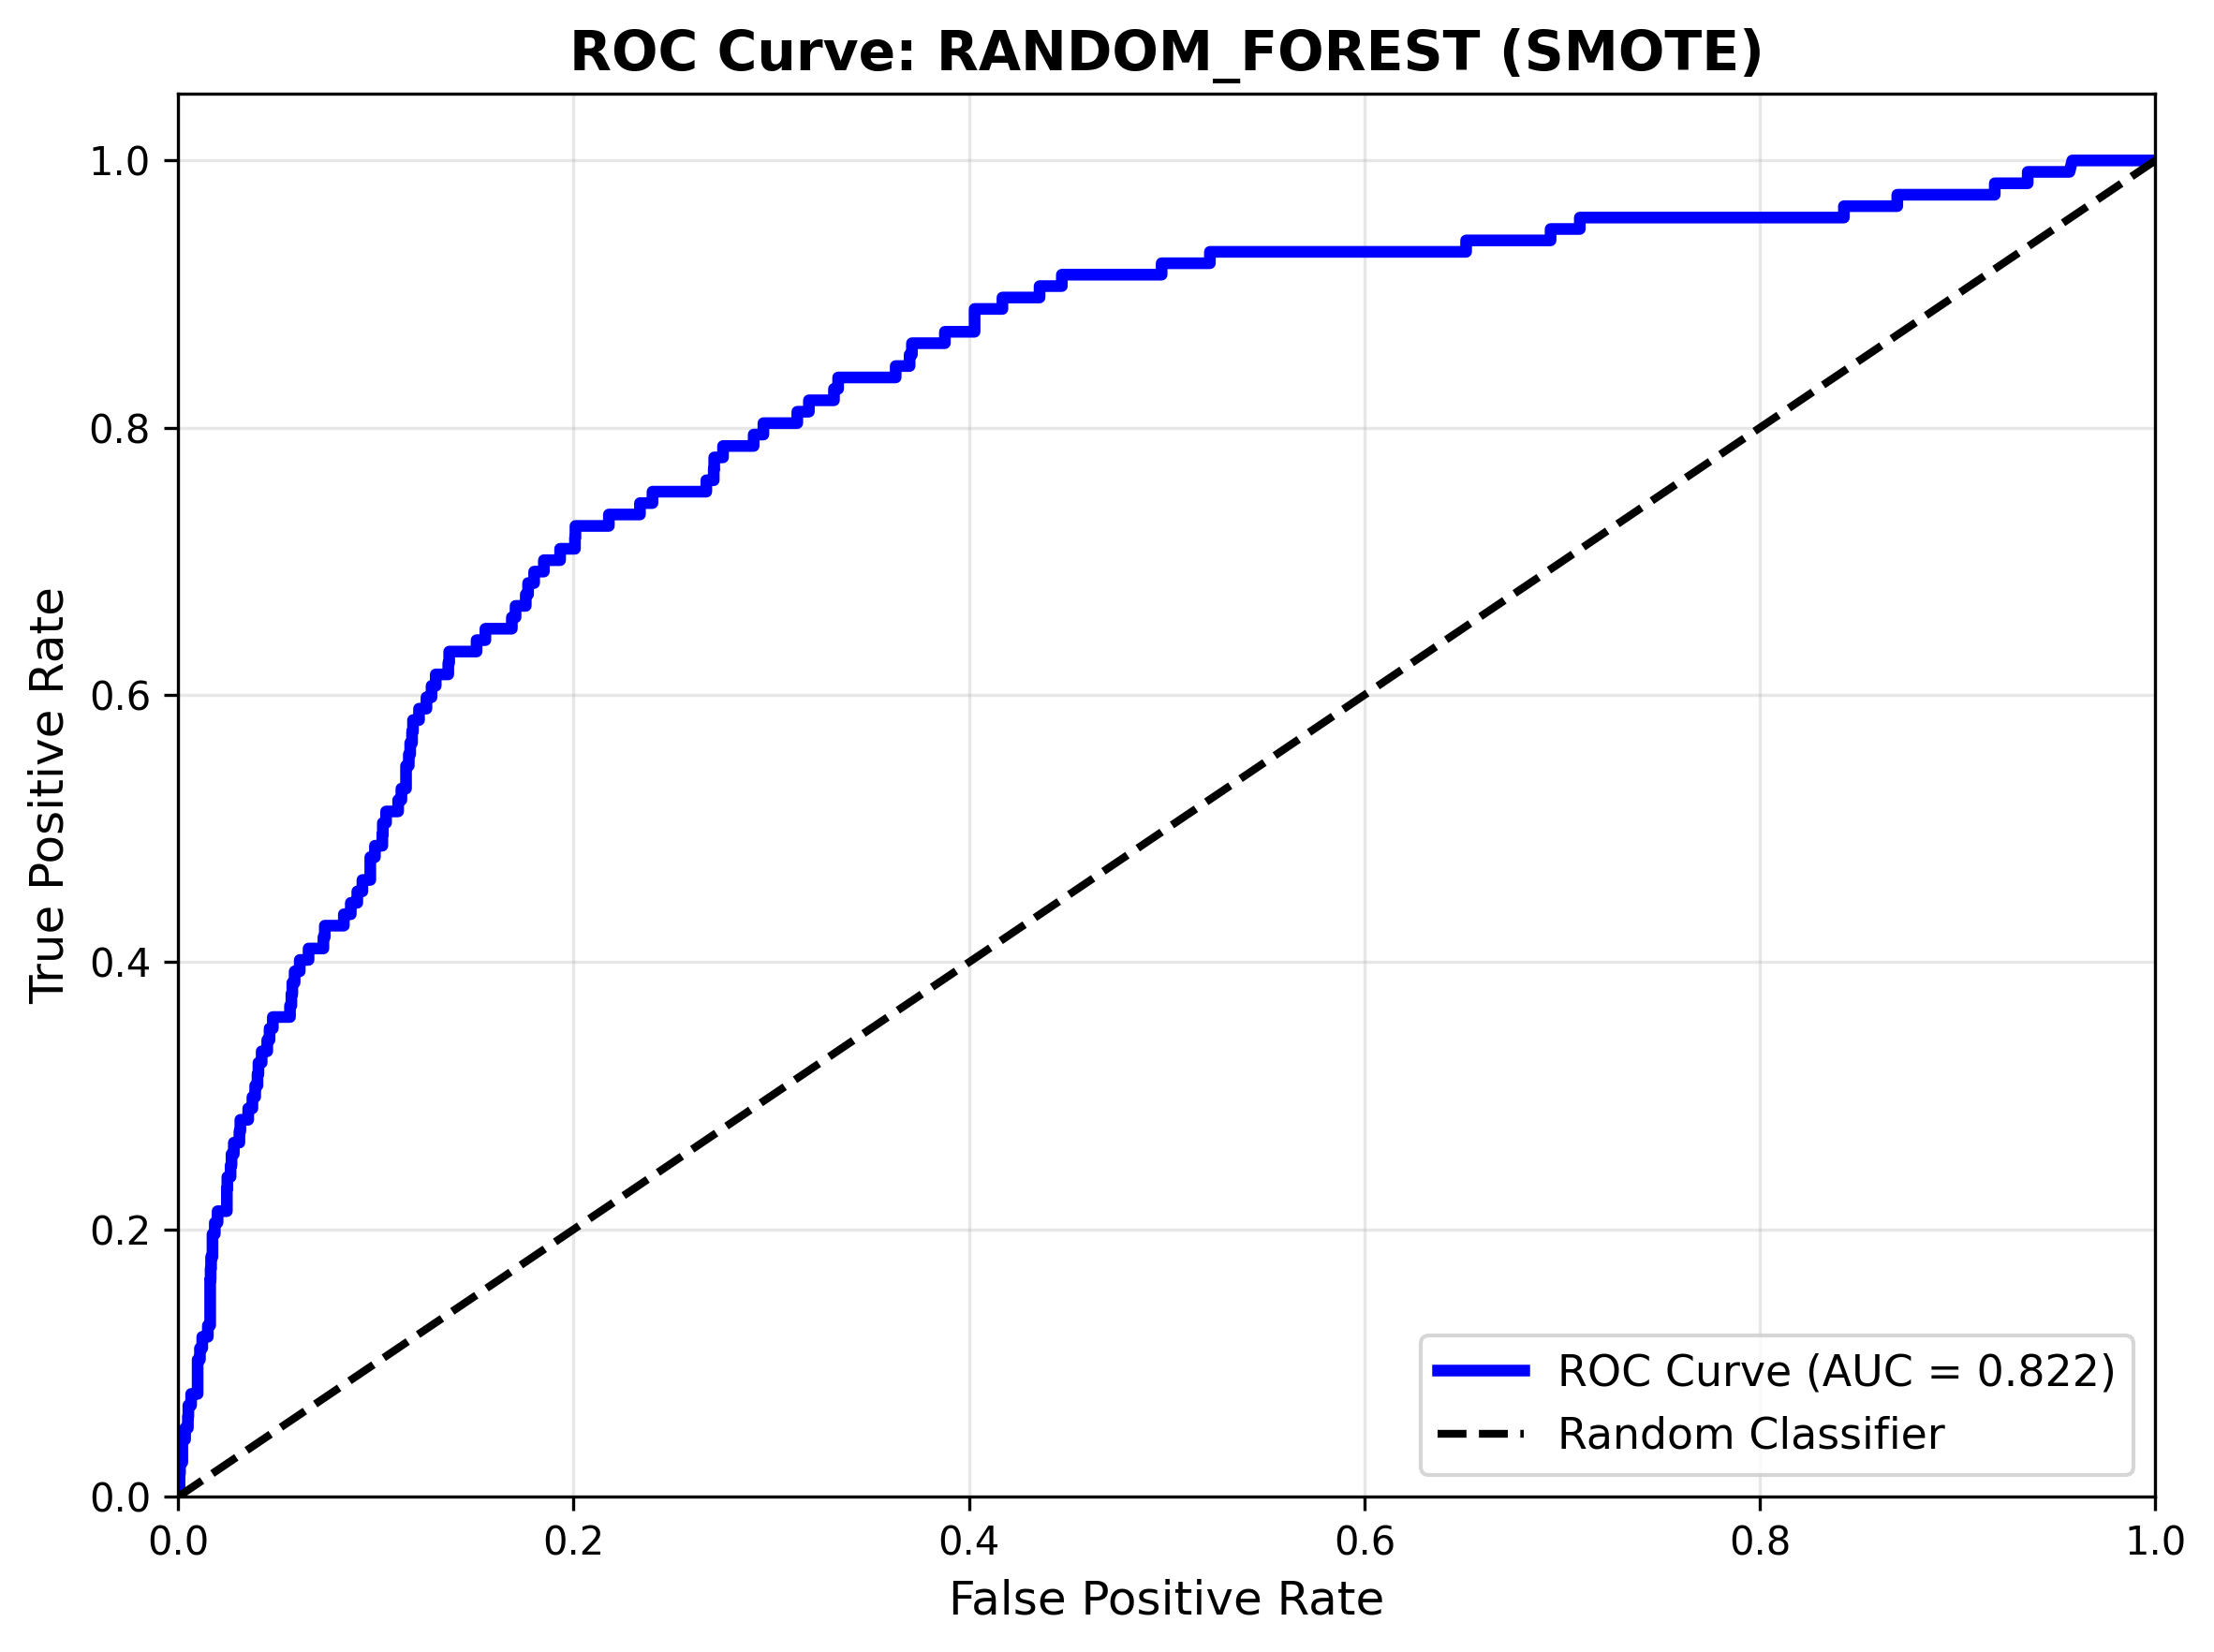 ROC Curve: RANDOM_FOREST (SMOTE)
True Positive Rate
1.0
0.8
0.6
0.4
0.2
0.0
0.0 0.2 0.4 0.6 0.8 1.0
False Positive Rate
ROC Curve (AUC = 0.822)
Random Classifier